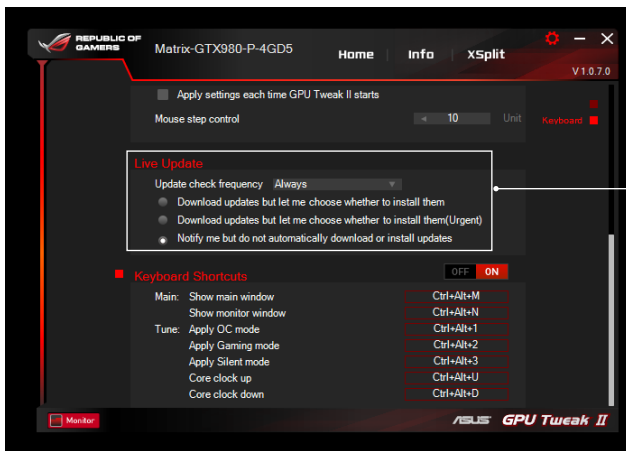 REPUBLIC OF
GAMERS
Matrix-GTX980-P-4GD5
Home
Info
XSplit
V 1.0.7.0
Apply settings each time GPU Tweak II starts
Mouse step control 10 Unit
Keyboard
Live Update
Update check frequency Always
Download updates but let me choose whether to install them
Download updates but let me choose whether to install them(Urgent)
Notify me but do not automatically download or install updates
Keyboard Shortcuts OFF ON
Main: Show main window Ctrl+Alt+M
Show monitor window Ctrl+Alt+N
Tune: Apply OC mode Ctrl+Alt+1
Apply Gaming mode Ctrl+Alt+2
Apply Silent mode Ctrl+Alt+3
Core clock up Ctrl+Alt+U
Core clock down Ctrl+Alt+D
Monitor
ASUS GPU Tweak II